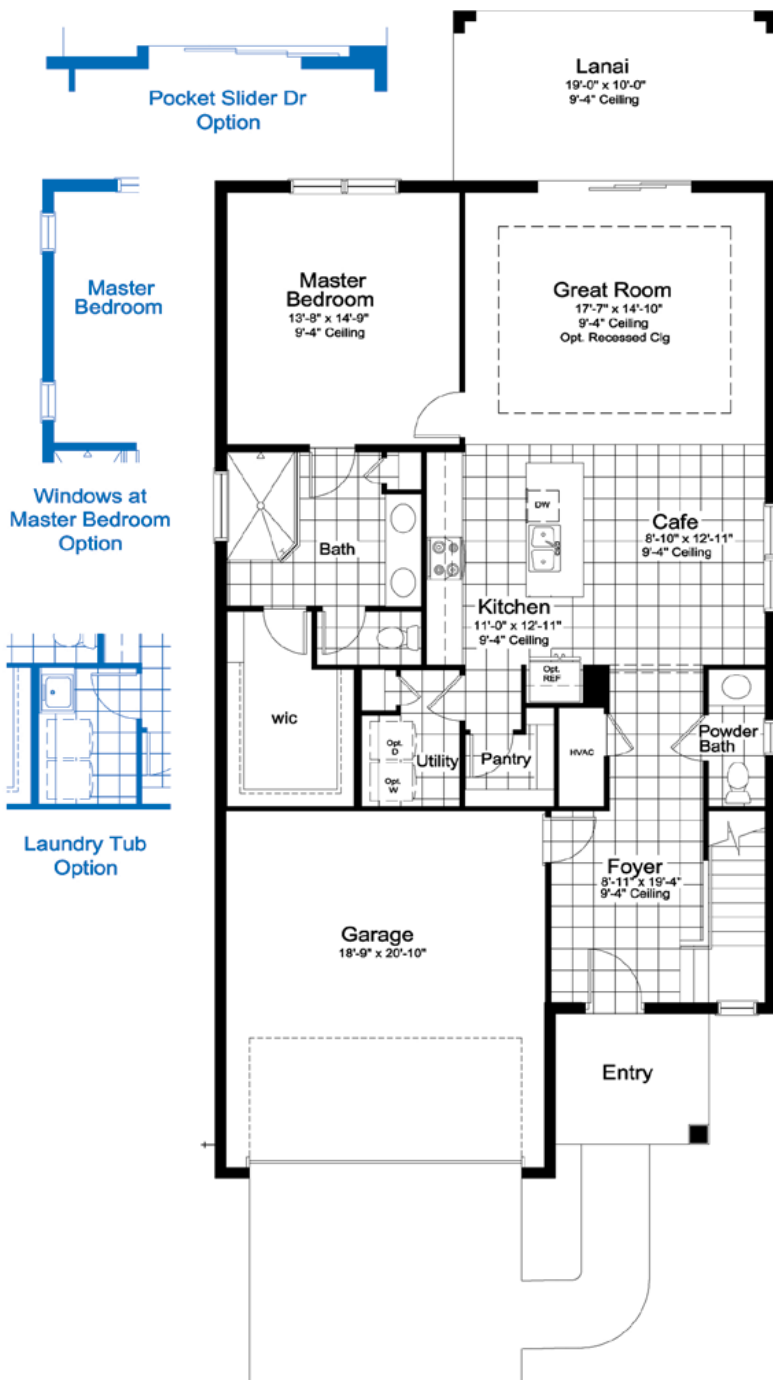 Pocket Slider Dr
Option
Lanai
19'-0" x 10'-0"
9'-4" Ceiling
Master
Bedroom
Windows at
Master Bedroom
Option
Master
Bedroom
13'-8" x 14'-9"
9'-4" Ceiling
Great Room
17'-7" x 14'-10"
9'-4" Ceiling
Opt. Recessed Clg
Bath
DW
Cafe
8'-10" x 12'-11"
9'-4" Ceiling
Kitchen
11'-0" x 12'-11"
9'-4" Ceiling
Opt.
REF
wic
Opt.
D
Opt.
W
Utility
Pantry
HVAC
Powder
Bath
Laundry Tub
Option
Foyer
8'-11" x 19'-4"
9'-4" Ceiling
Garage
18'-9" x 20'-10"
Entry